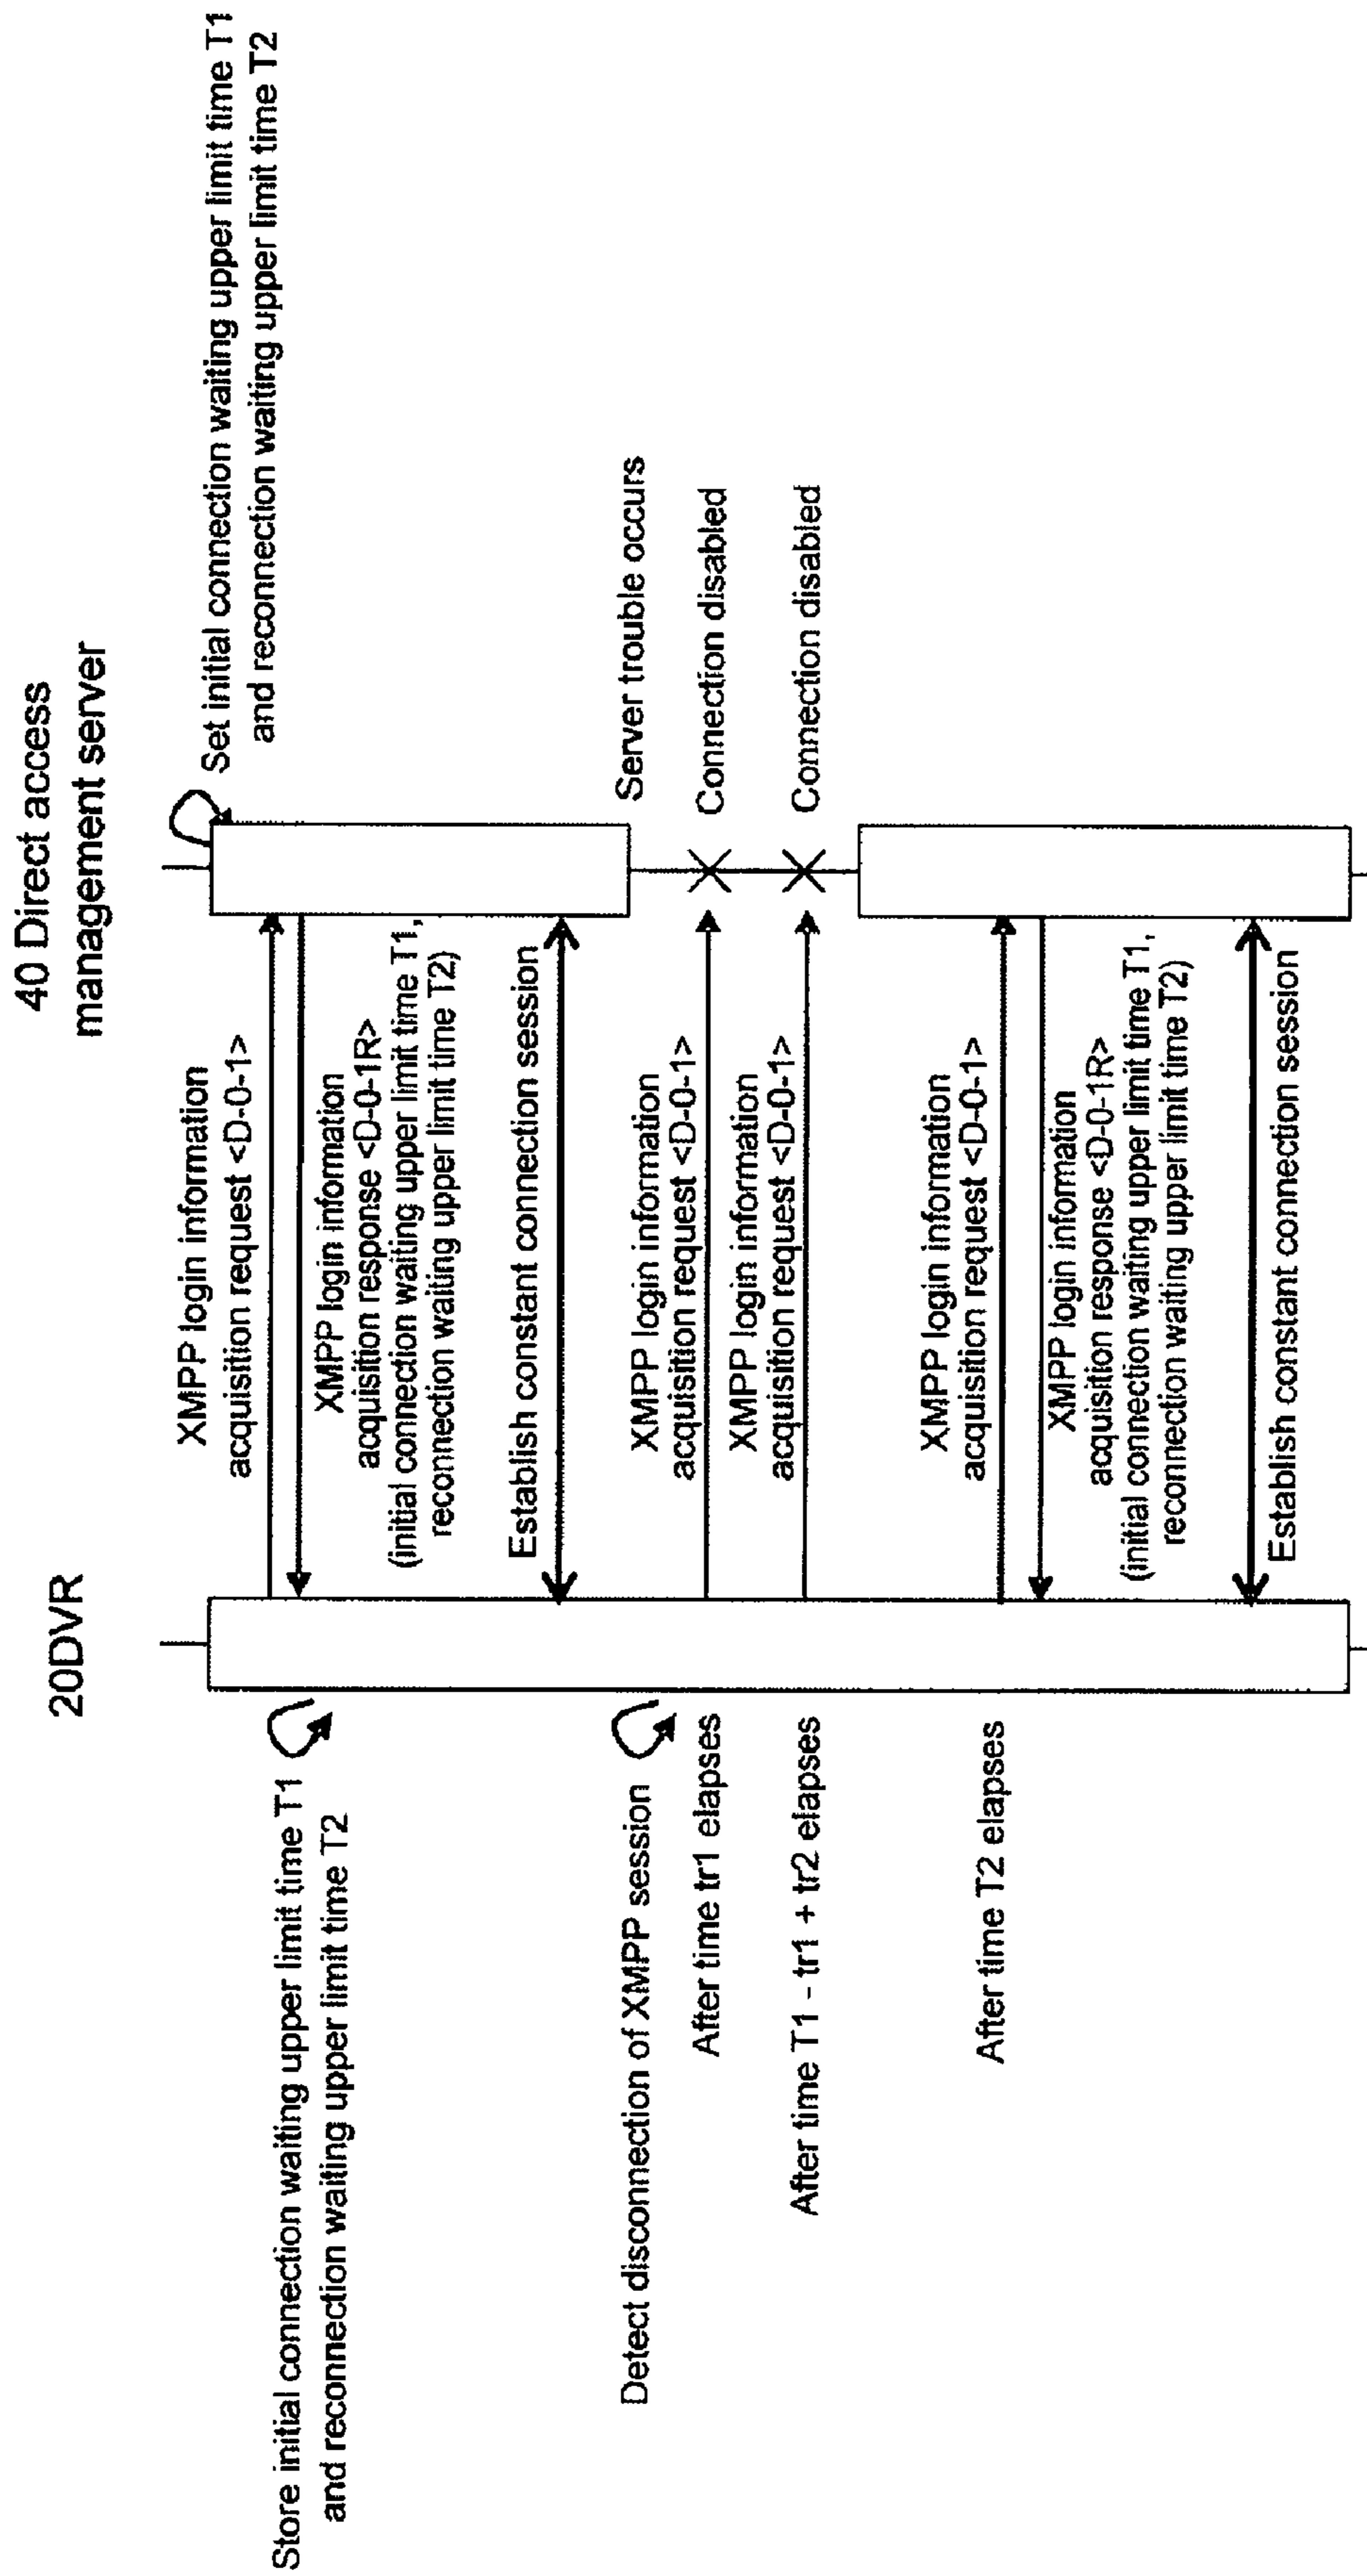 20DVR
40 Direct access
management server
Set initial connection waiting upper limit time T1
and reconnection waiting upper limit time T2
XMPP login information
acquisition request <D-0-1>
Store initial connection waiting upper limit time T1
and reconnection waiting upper limit time T2
XMPP login information
acquisition response <D-0-1R>
(initial connection waiting upper limit time T1,
reconnection waiting upper limit time T2)
Establish constant connection session
Server trouble occurs
Detect disconnection of XMPP session
After time tr1 elapses
XMPP login information
acquisition request <D-0-1>
Connection disabled
After time T1 - tr1 + tr2 elapses
XMPP login information
acquisition request <D-0-1>
Connection disabled
After time T2 elapses
XMPP login information
acquisition request <D-0-1>
XMPP login information
acquisition response <D-0-1R>
(initial connection waiting upper limit time T1,
reconnection waiting upper limit time T2)
Establish constant connection session